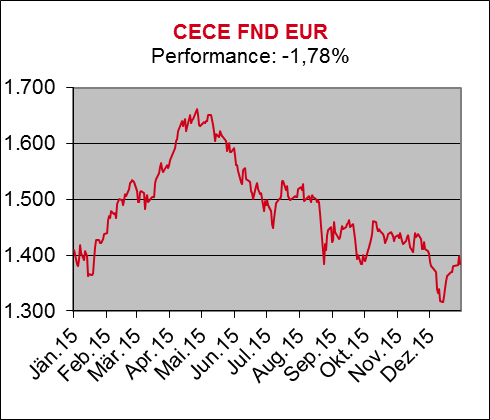 CECE FND EUR
Performance: -1,78%
1.700
1.600
1.500
1.400
1.300
Jän.15
Feb.15
Mär.15
Apr.15
Mai.15
Jun.15
Jul.15
Aug.15
Sep.15
Okt.15
Nov.15
Dez.15